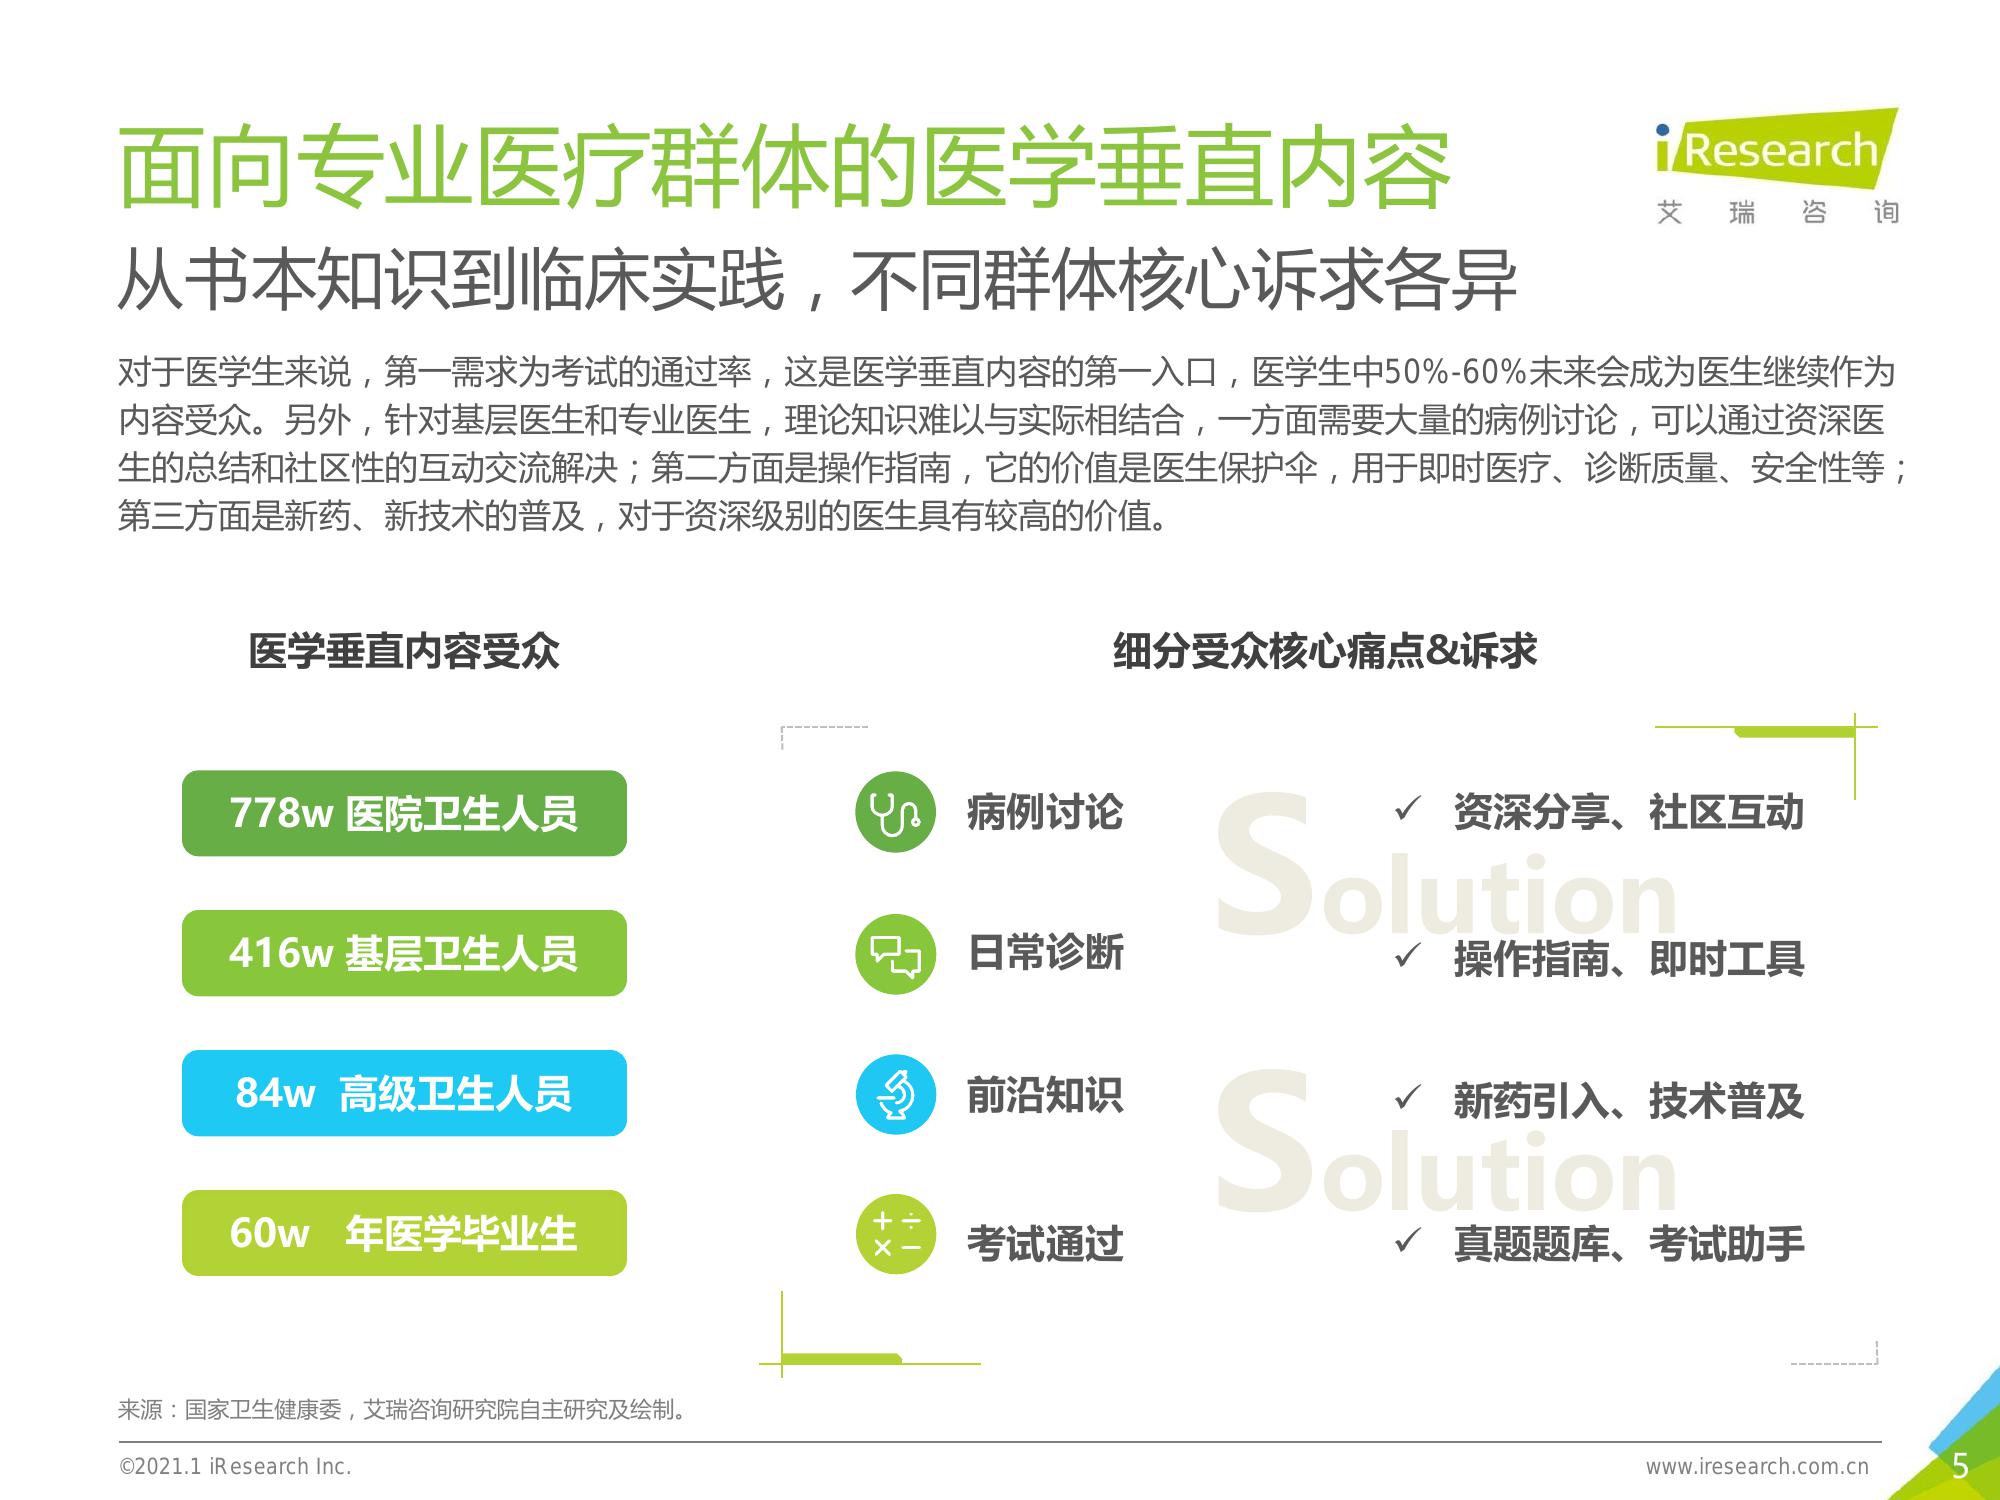 面向专业医疗群体的医学垂直内容
iResearch
艾瑞咨询
从书本知识到临床实践，不同群体核心诉求各异
对于医学生来说，第一需求为考试的通过率，这是医学垂直内容的第一入口，医学生中50%-60%未来会成为医生继续作为
内容受众。另外，针对基层医生和专业医生，理论知识难以与实际相结合，一方面需要大量的病例讨论，可以通过资深医
生的总结和社区性的互动交流解决；第二方面是操作指南，它的价值是医生保护伞，用于即时医疗、诊断质量、安全性等；
第三方面是新药、新技术的普及，对于资深级别的医生具有较高的价值。
医学垂直内容受众
细分受众核心痛点&诉求
778w 医院卫生人员
病例讨论
✓ 资深分享、社区互动
Solution
416w 基层卫生人员
日常诊断
✓ 操作指南、即时工具
84w 高级卫生人员
前沿知识
✓ 新药引入、技术普及
Solution
60w 年医学毕业生
考试通过
✓ 真题题库、考试助手
来源：国家卫生健康委，艾瑞咨询研究院自主研究及绘制。
©2021.1 iResearch Inc.
www.iresearch.com.cn
5